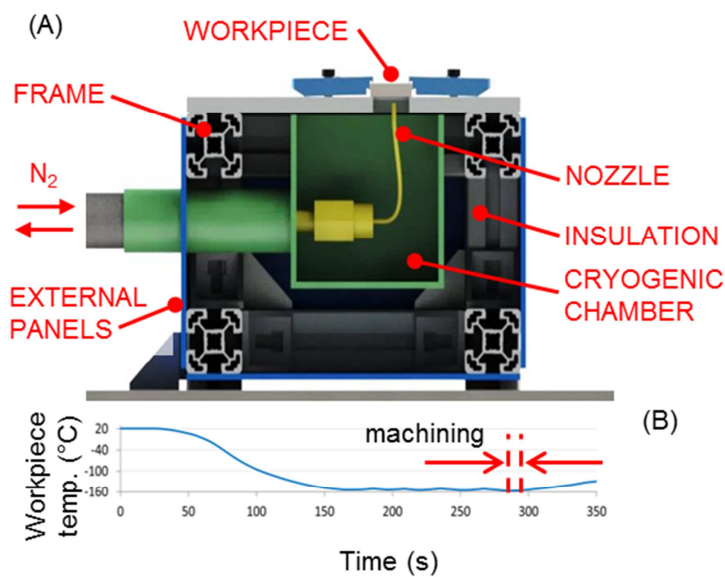 (A)
WORKPIECE
FRAME
N2
NOZZLE
INSULATION
CRYOGENIC
CHAMBER
EXTERNAL
PANELS
(B)
machining
Workpiece
temp. (°C)
20
-40
-100
-160
0 50 100 150 200 250 300 350
Time (s)